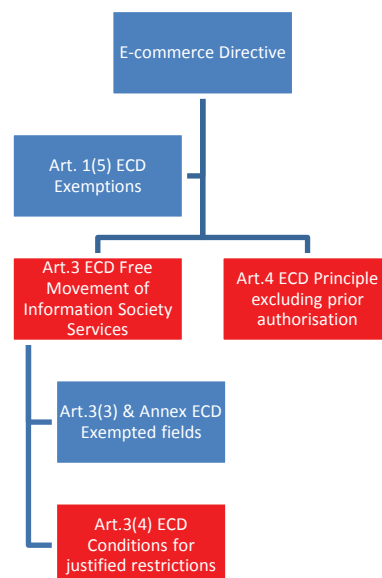 E-commerce Directive
Art. 1(5) ECD
Exemptions
Art.3 ECD Free
Movement of
Information Society
Services
Art.4 ECD Principle
excluding prior
authorisation
Art.3(3) & Annex ECD
Exempted fields
Art.3(4) ECD
Conditions for
justified restrictions